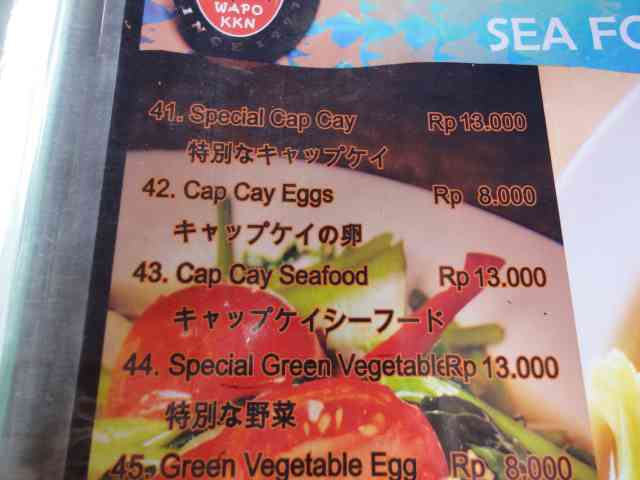 WAPO
KKN
SINCE 1997
SEA FO
41. Special Cap Cay Rp 13.000
特別なキャップケイ
42. Cap Cay Eggs Rp 8.000
キャップケイの卵
43. Cap Cay Seafood Rp 13.000
キャップケイシーフード
44. Special Green Vegetable Rp 13.000
特別な野菜
45. Green Vegetable Egg Rp 8.000